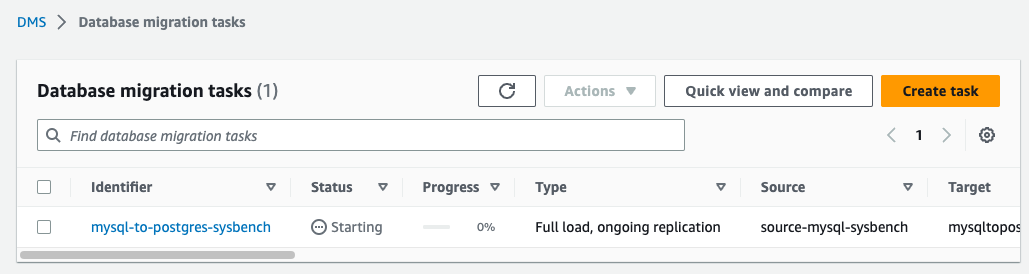 DMS > Database migration tasks
Database migration tasks (1)
Actions
Quick view and compare
Create task
Find database migration tasks
1
Identifier Status Progress Type Source Target
mysql-to-postgres-sysbench Starting 0% Full load, ongoing replication source-mysql-sysbench mysqltopos